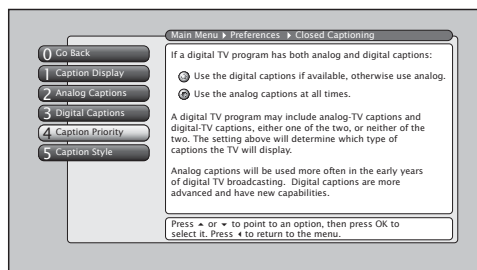 Main Menu ▸ Preferences ▸ Closed Captioning
0 Go Back
1 Caption Display
2 Analog Captions
3 Digital Captions
4 Caption Priority
5 Caption Style
If a digital TV program has both analog and digital captions:
Use the digital captions if available, otherwise use analog.
Use the analog captions at all times.
A digital TV program may include analog-TV captions and
digital-TV captions, either one of the two, or neither of the
two. The setting above will determine which type of
captions the TV will display.
Analog captions will be used more often in the early years
of digital TV broadcasting. Digital captions are more
advanced and have new capabilities.
Press ▲ or ▼ to point to an option, then press OK to
select it. Press ◀ to return to the menu.